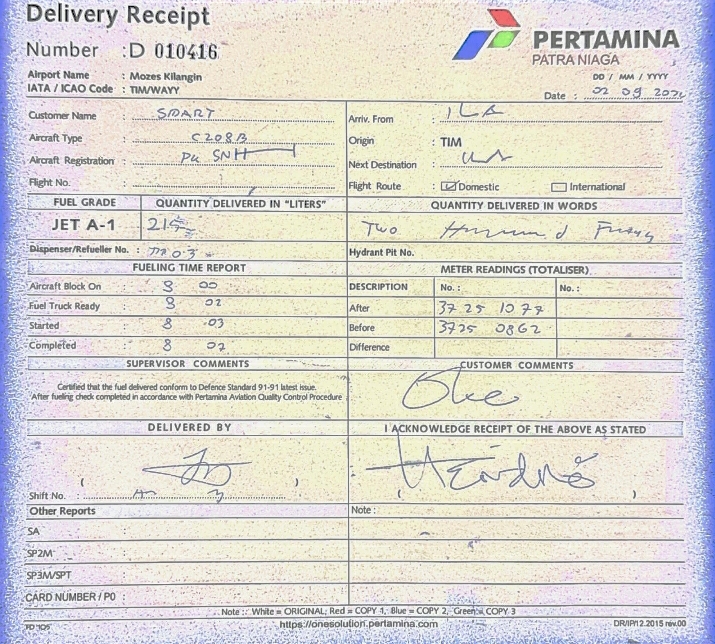 Delivery Receipt
Number : D 010416
PERTAMINA
PATRA NIAGA
Airport Name : Mozes Kilangin
IATA / ICAO Code : TIM/WAYY
DD / MM / YYYY
Date : 02 09
Customer Name : SMART
Arriv. From :
Aircraft Type : C208B
Origin : TIM
Aircraft Registration : PK SNH
Next Destination :
Flight No. :
Flight Route : Domestic International
FUEL GRADE QUANTITY DELIVERED IN "LITERS" QUANTITY DELIVERED IN WORDS
JET A-1 215 Two
Dispenser/Refueller No. :
Hydrant Pit No.
FUELING TIME REPORT METER READINGS (TOTALISER)
Aircraft Block On : 8 00
DESCRIPTION No. : No. :
Fuel Truck Ready : 8 02
After 3725 1077
Started : 8 03
Before 3725 0862
Completed : 8 07
Difference
SUPERVISOR COMMENTS CUSTOMER COMMENTS
Certified that the fuel delivered conform to Defence Standard 91-91 latest issue.
After fueling check completed in accordance with Pertamina Aviation Quality Control Procedure
Oke
DELIVERED BY I ACKNOWLEDGE RECEIPT OF THE ABOVE AS STATED
( ) ( )
Shift No. :
Other Reports Note :
SA
SP2M
SP3M/SPT
CARD NUMBER / PO
Note : White = ORIGINAL; Red = COPY 1, Blue = COPY 2, Green = COPY 3
https://onesolution.pertamina.com
DR/IP/12.2015 rev.00